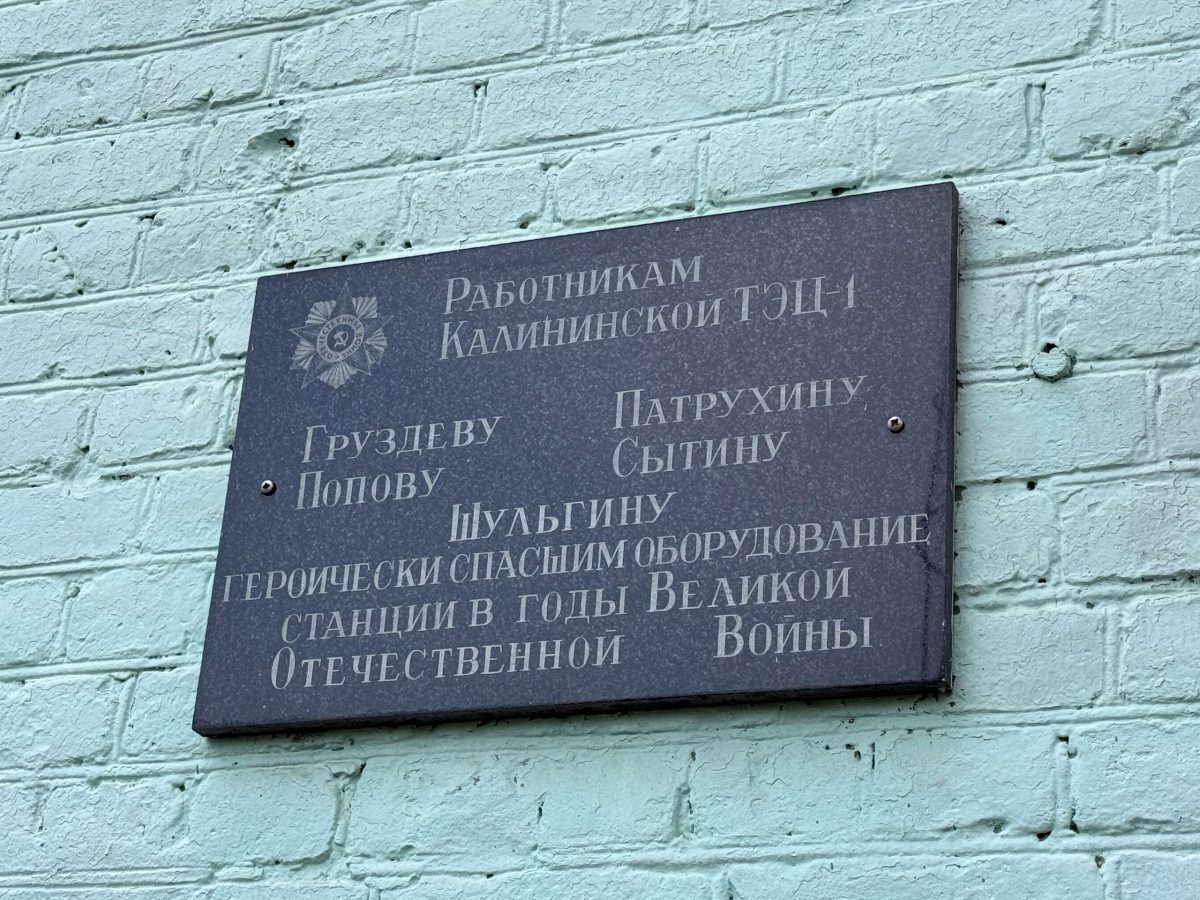 Работникам
Калининской ТЭЦ-1
Груздеву Патрухину
Попову Сытину
Шульгину
героически спасшим оборудование
станции в годы Великой
Отечественной Войны